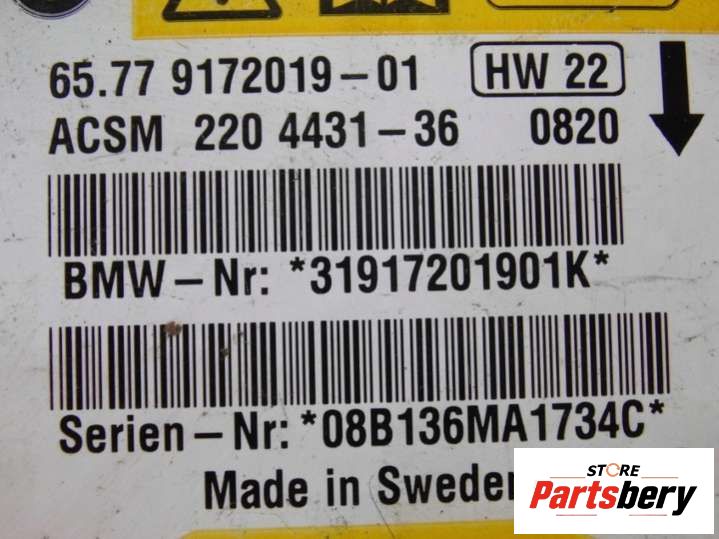 65.77 9172019-01 HW 22
ACSM 220 4431-36 0820
BMW-Nr: *31917201901K*
Serien-Nr: *08B136MA1734C*
Made in Sweden
STORE
Partsbery